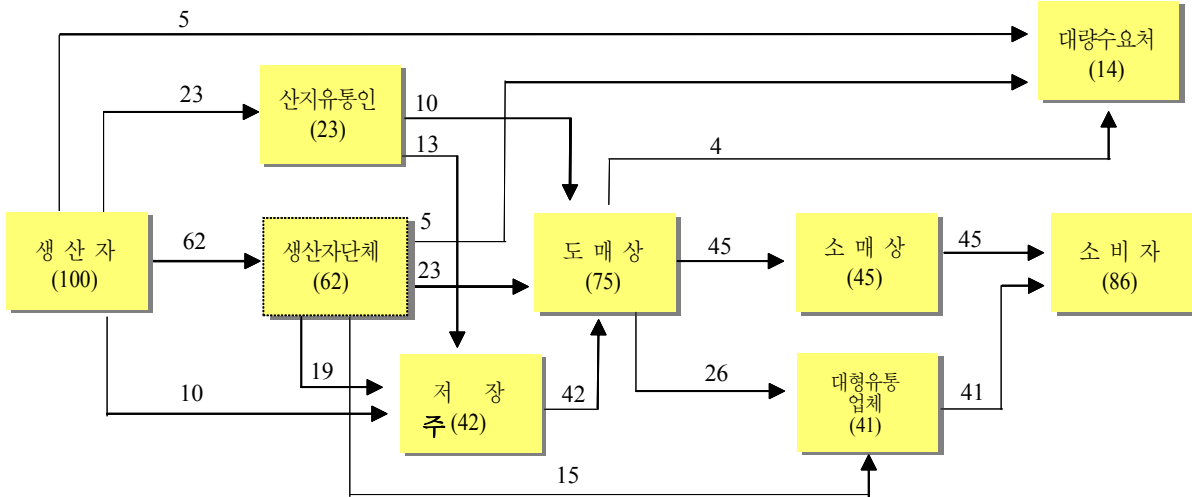 5
대량수요처
(14)
23
산지유통인
(23)
10
13
4
생 산 자
(100)
62
생산자단체
(62)
5
23
도 매 상
(75)
45
소 매 상
(45)
45
소 비 자
(86)
19
10
저 장
주 (42)
42
26
대형유통
업체
(41)
41
15